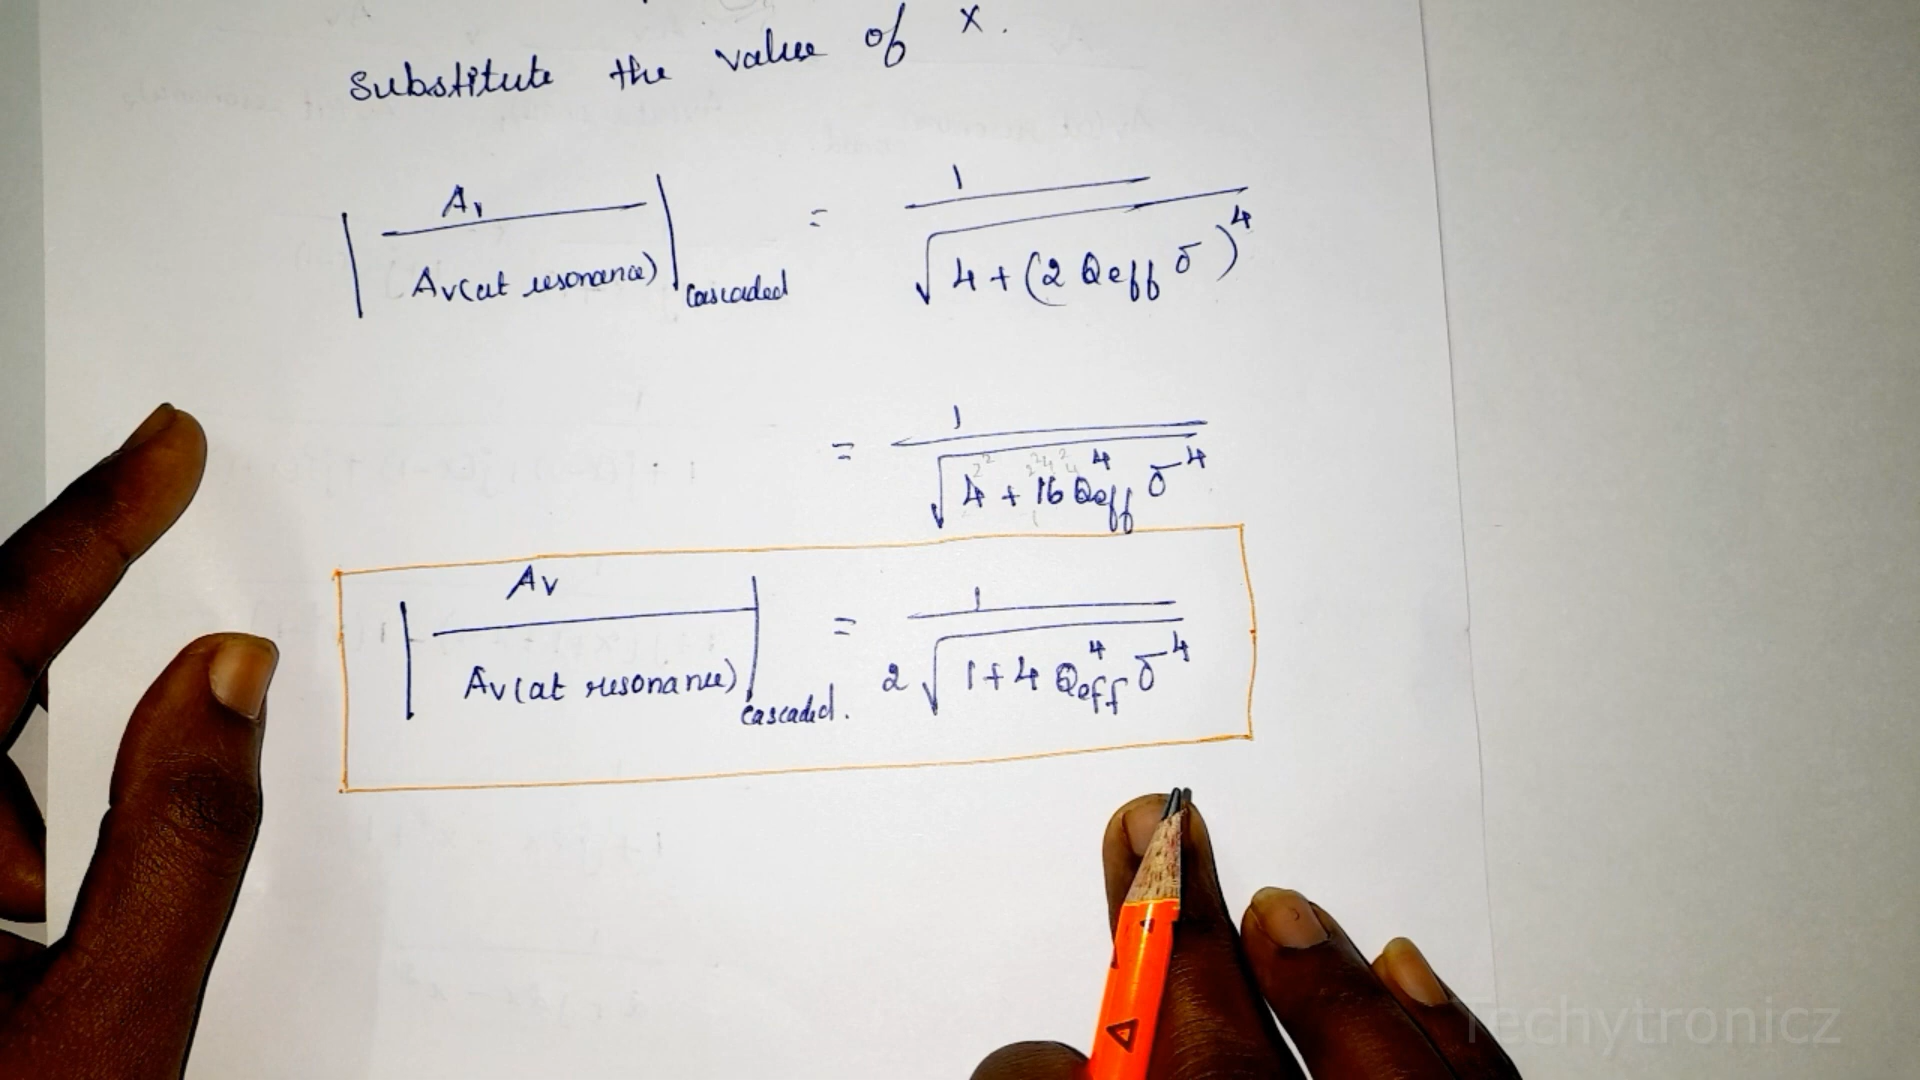 Substitute the value of x.
| Av / Av(at resonance) | cascaded = 1 / √(4 + (2 Qeff δ)^4)
= 1 / √(4 + 16 Qeff^4 δ^4)
| Av / Av(at resonance) | cascaded. = 1 / 2√(1+4 Qeff^4 δ^4)
Techytronicz